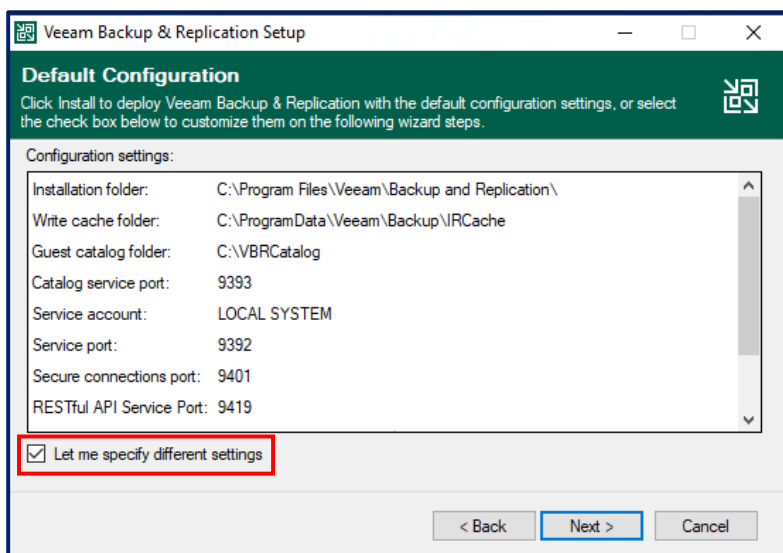 Veeam Backup & Replication Setup
Default Configuration
Click Install to deploy Veeam Backup & Replication with the default configuration settings, or select
the check box below to customize them on the following wizard steps.
Configuration settings:
Installation folder: C:\Program Files\Veeam\Backup and Replication\
Write cache folder: C:\ProgramData\Veeam\Backup\IRCache
Guest catalog folder: C:\VBRCatalog
Catalog service port: 9393
Service account: LOCAL SYSTEM
Service port: 9392
Secure connections port: 9401
RESTful API Service Port: 9419
Let me specify different settings
< Back Next > Cancel